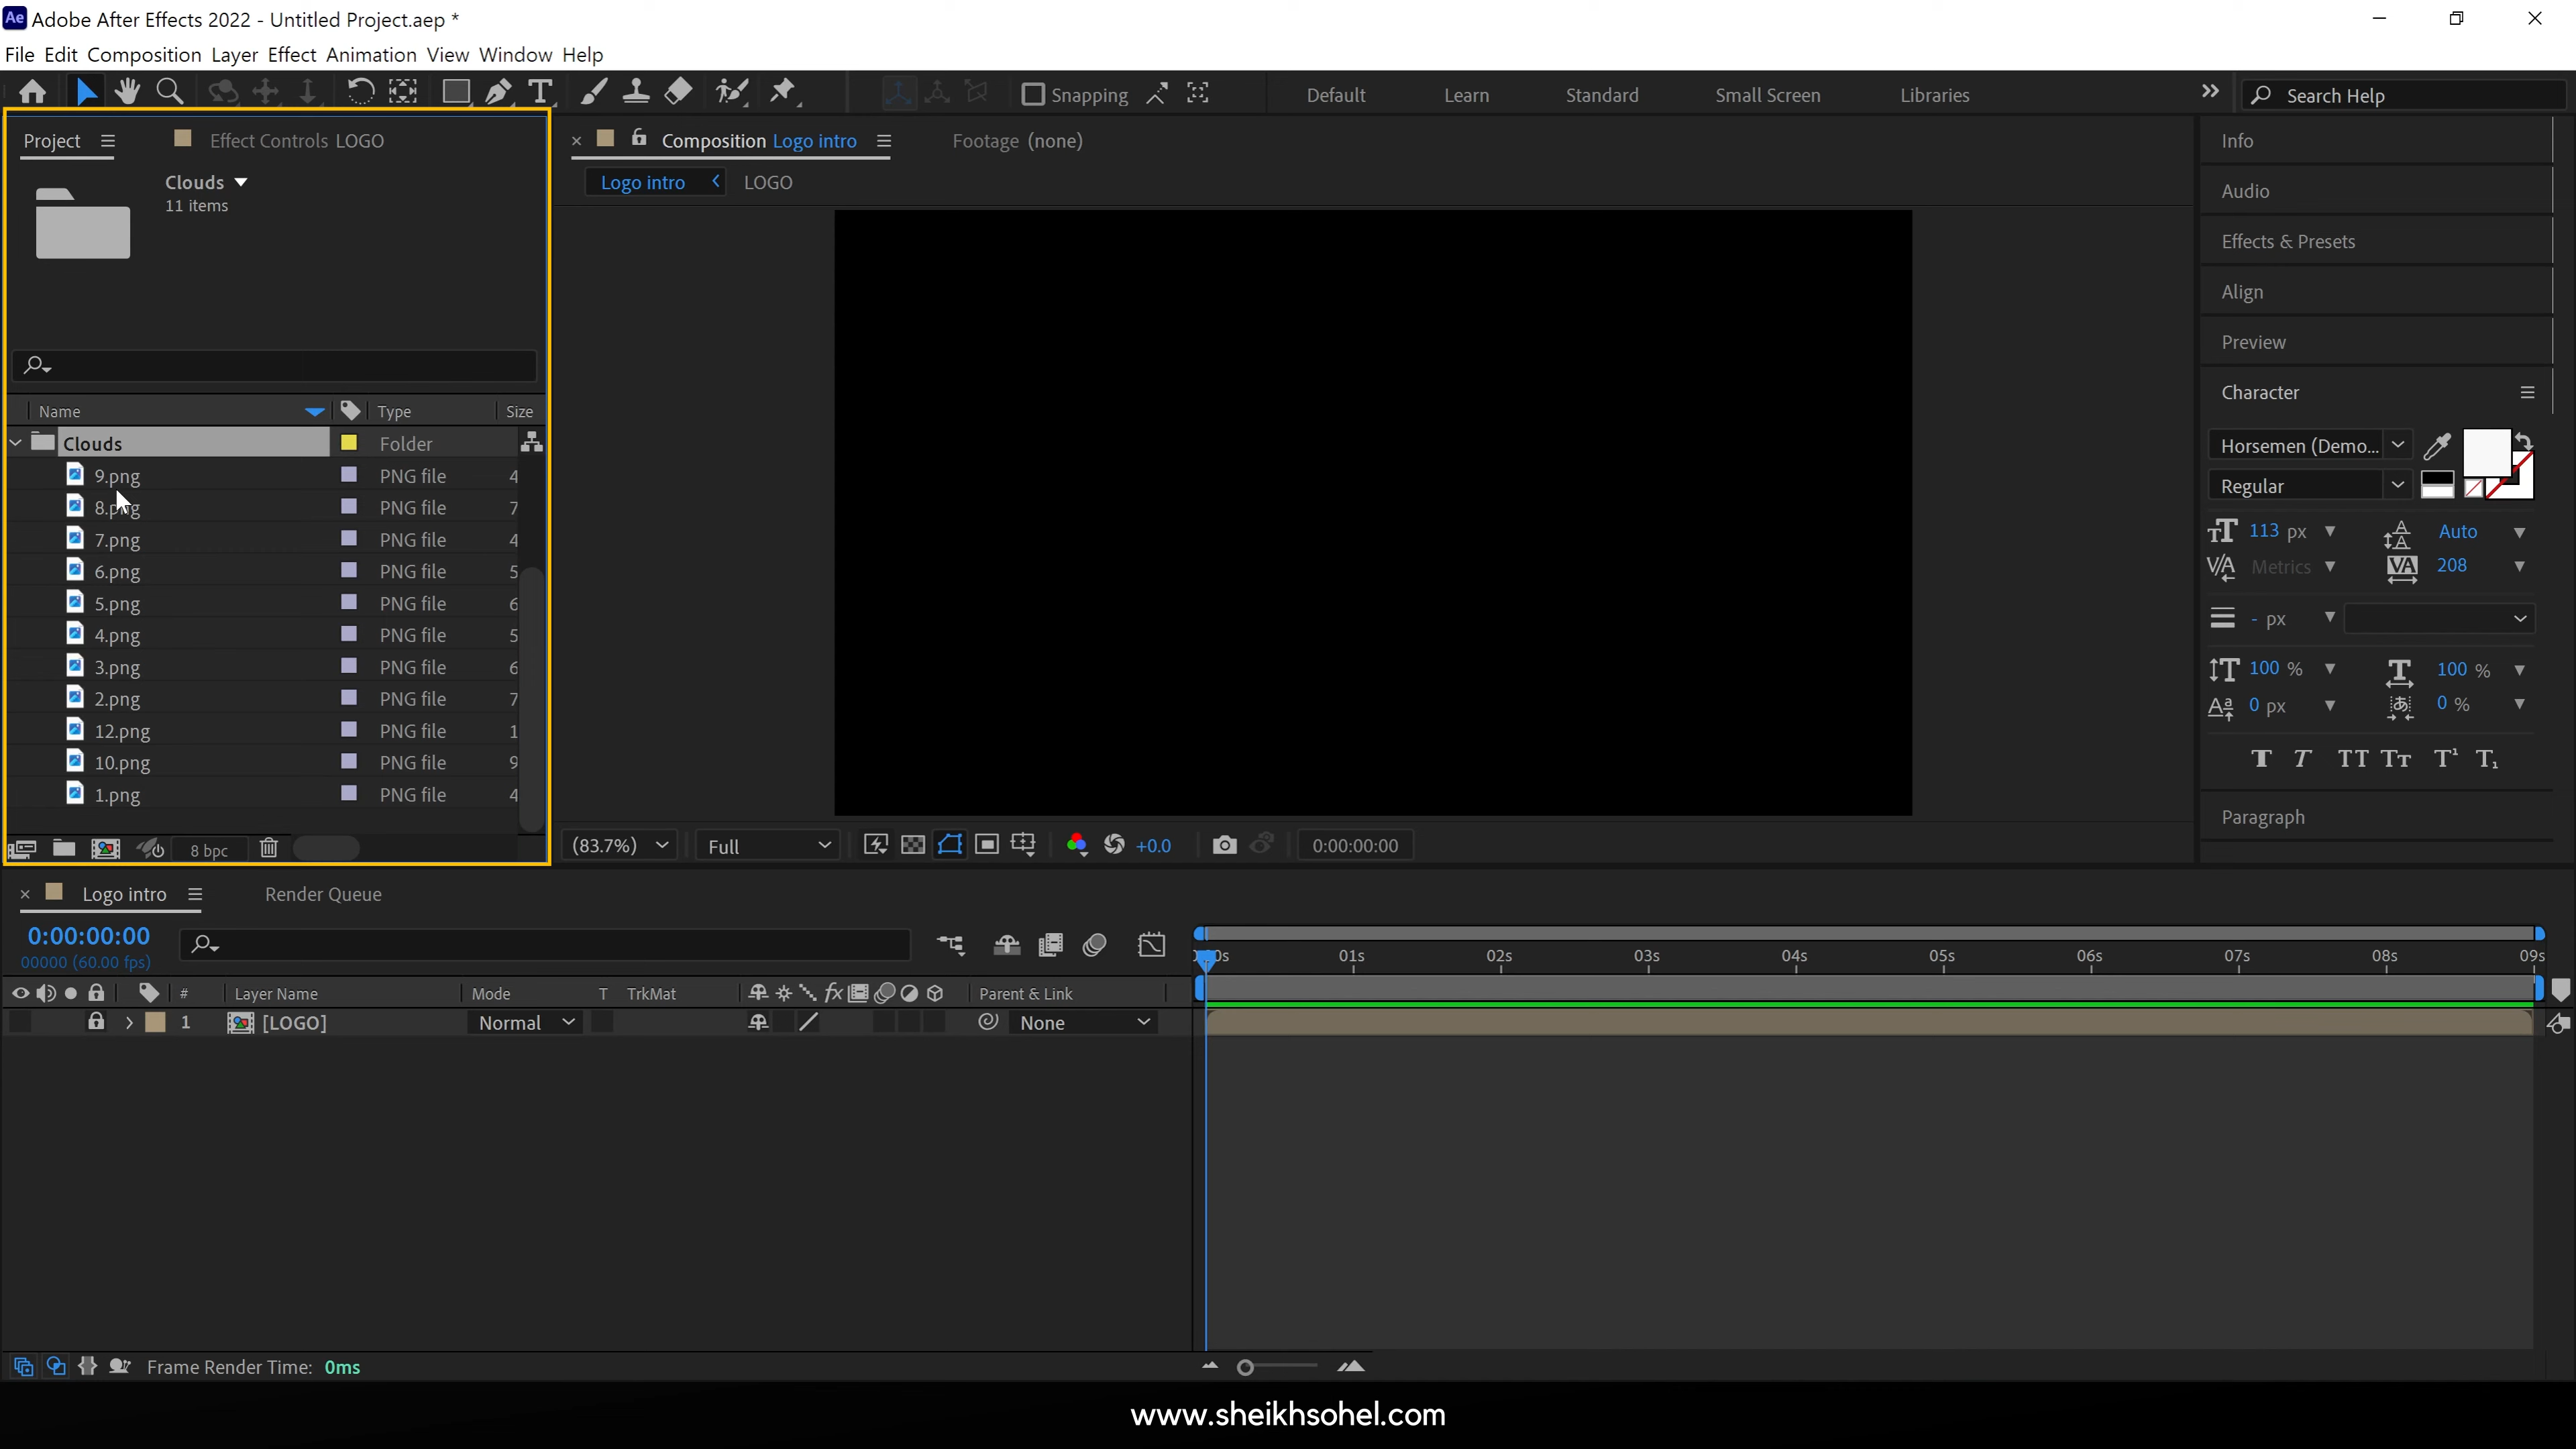 Adobe After Effects 2022 - Untitled Project.aep *
File Edit Composition Layer Effect Animation View Window Help
Snapping Default Learn Standard Small Screen Libraries Search Help
Project Effect Controls LOGO Composition Logo intro Footage (none) Info
Clouds
11 items
Logo intro LOGO
Audio
Effects & Presets
Align
Preview
Character
Name Type Size
Clouds Folder
9.png PNG file 4
8.png PNG file 7
7.png PNG file 4
6.png PNG file 5
5.png PNG file 6
4.png PNG file 5
3.png PNG file 6
2.png PNG file 7
12.png PNG file 1
10.png PNG file 9
1.png PNG file 4
8 bpc
Horsemen (Demo...
Regular
113 px Auto
Metrics 208
- px
100 % 100 %
0 px 0 %
T T TT Tт T¹ T₁
Paragraph
(83.7%) Full +0.0 0:00:00:00
Logo intro Render Queue
0:00:00:00
00000 (60.00 fps)
01s 02s 03s 04s 05s 06s 07s 08s 09s
# Layer Name Mode T TrkMat fx Parent & Link
1 [LOGO] Normal None
Frame Render Time: 0ms
www.sheikhsohel.com